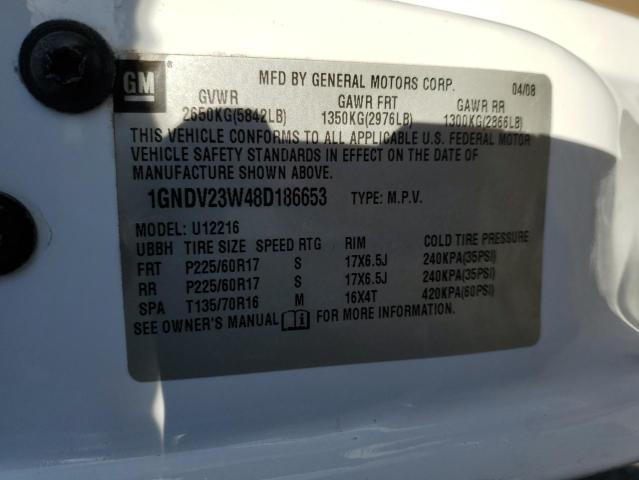 GM MFD BY GENERAL MOTORS CORP. 04/08
GVWR GAWR FRT GAWR RR
2650KG(5842LB) 1350KG(2976LB) 1300KG(2866LB)
THIS VEHICLE CONFORMS TO ALL APPLICABLE U.S. FEDERAL MOTOR
VEHICLE SAFETY STANDARDS IN EFFECT ON THE DATE OF
MANUFACTURE SHOWN ABOVE.
1GNDV23W48D186653 TYPE: M.P.V.
MODEL: U12216
UBBH TIRE SIZE SPEED RTG RIM COLD TIRE PRESSURE
FRT P225/60R17 S 17X6.5J 240KPA(35PSI)
RR P225/60R17 S 17X6.5J 240KPA(35PSI)
SPA T135/70R16 M 16X4T 420KPA(60PSI)
SEE OWNER'S MANUAL FOR MORE INFORMATION.